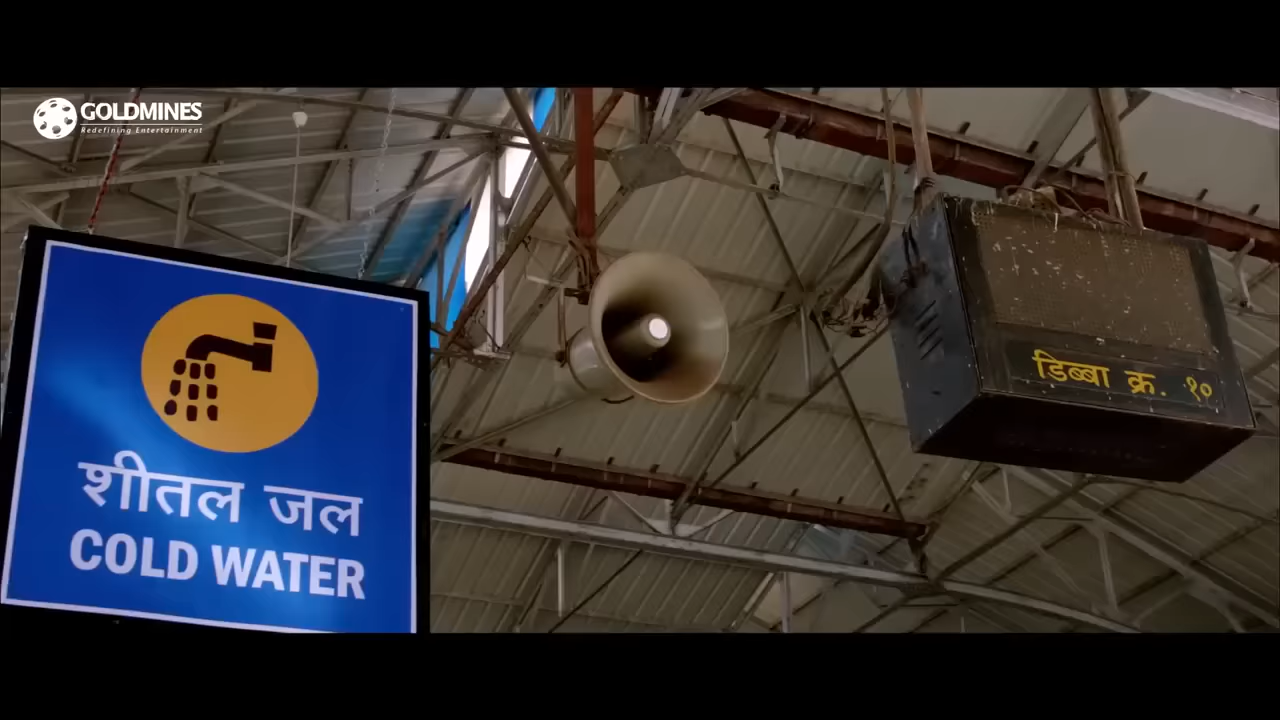 GOLDMINES
Redefining Entertainment
शीतल जल
COLD WATER
डिब्बा क्र. १०